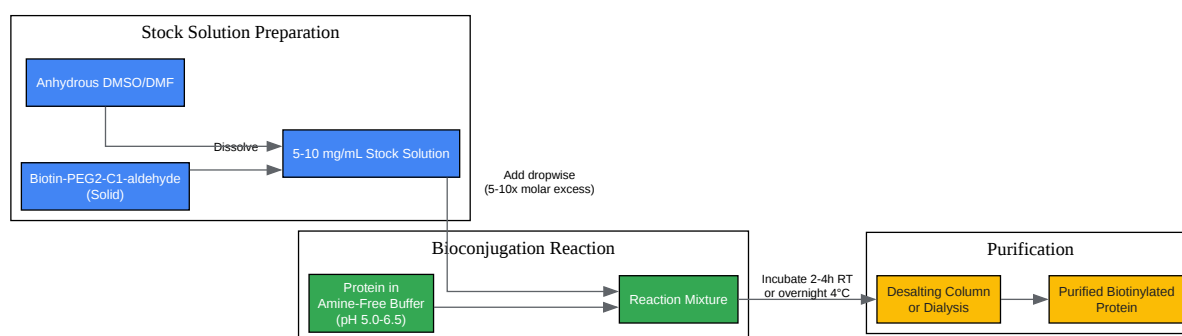 Stock Solution Preparation
Anhydrous DMSO/DMF
Dissolve
5-10 mg/mL Stock Solution
Biotin-PEG2-C1-aldehyde
(Solid)
Add dropwise
(5-10x molar excess)
Bioconjugation Reaction
Protein in
Amine-Free Buffer
(pH 5.0-6.5)
Reaction Mixture
Incubate 2-4h RT
or overnight 4°C
Purification
Desalting Column
or Dialysis
Purified Biotinylated
Protein